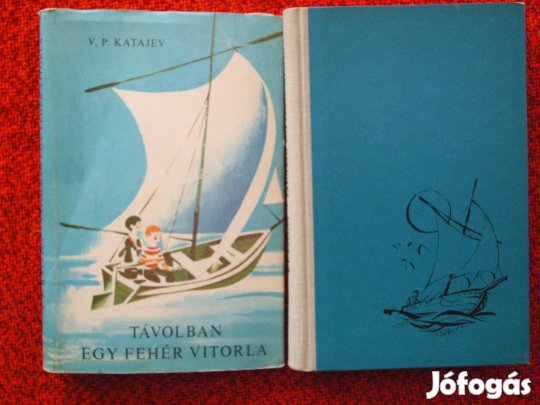 V. P. KATAJEV
TÁVOLBAN
EGY FEHÉR VITORLA
Jófogás